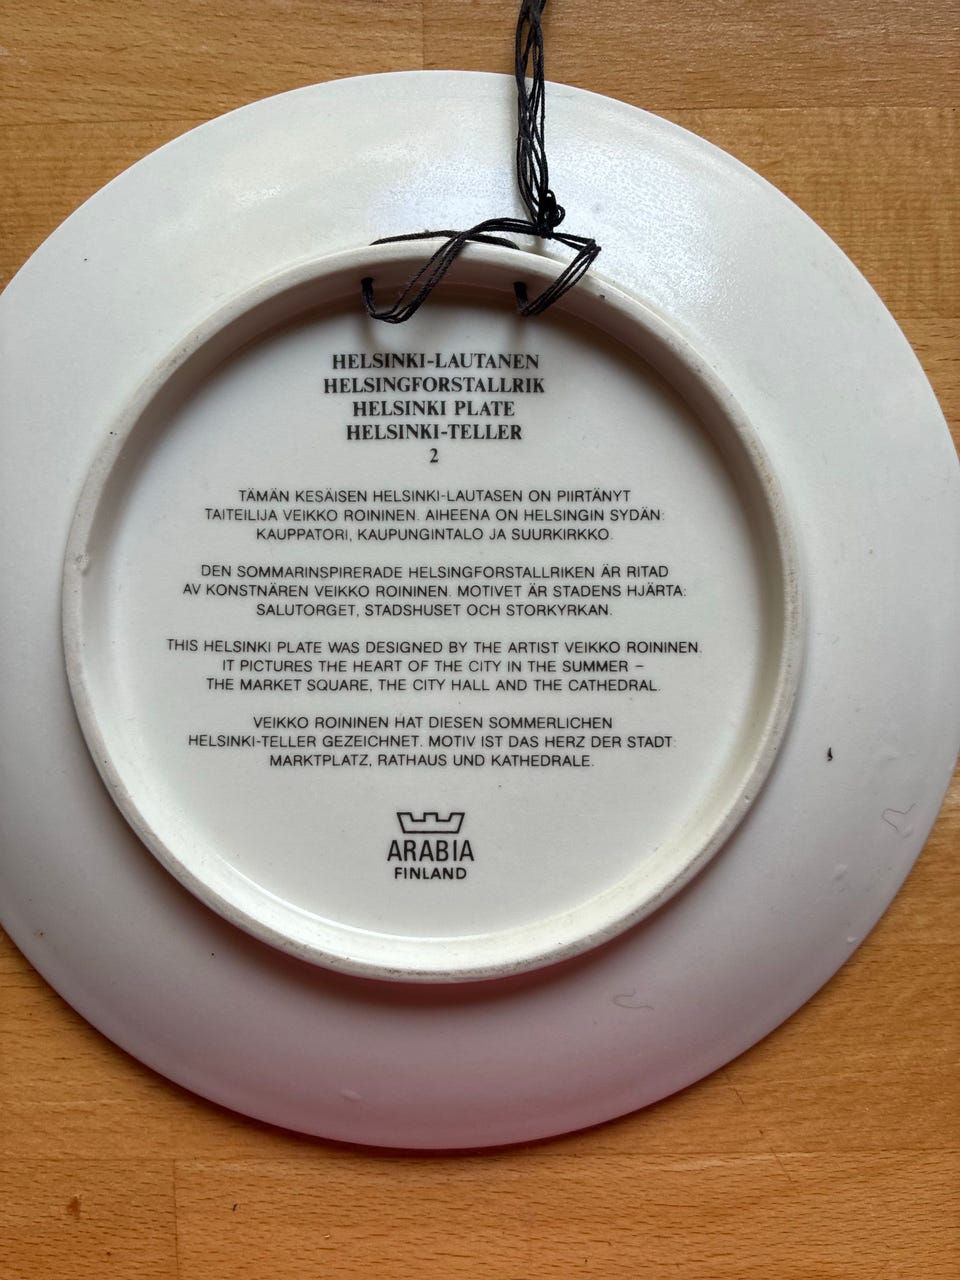 HELSINKI-LAUTANEN
HELSINGFORSTALLRIK
HELSINKI PLATE
HELSINKI-TELLER
2
TÄMÄN KESÄISEN HELSINKI-LAUTASEN ON PIIRTÄNYT
TAITEILIJA VEIKKO ROININEN. AIHEENA ON HELSINGIN SYDÄN:
KAUPPATORI, KAUPUNGINTALO JA SUURKIRKKO.
DEN SOMMARINSPIRERADE HELSINGFORSTALLRIKEN ÄR RITAD
AV KONSTNÄREN VEIKKO ROININEN. MOTIVET ÄR STADENS HJÄRTA:
SALUTORGET, STADSHUSET OCH STORKYRKAN.
THIS HELSINKI PLATE WAS DESIGNED BY THE ARTIST VEIKKO ROININEN.
IT PICTURES THE HEART OF THE CITY IN THE SUMMER –
THE MARKET SQUARE, THE CITY HALL AND THE CATHEDRAL.
VEIKKO ROININEN HAT DIESEN SOMMERLICHEN
HELSINKI-TELLER GEZEICHNET. MOTIV IST DAS HERZ DER STADT:
MARKTPLATZ, RATHAUS UND KATHEDRALE.
ARABIA
FINLAND